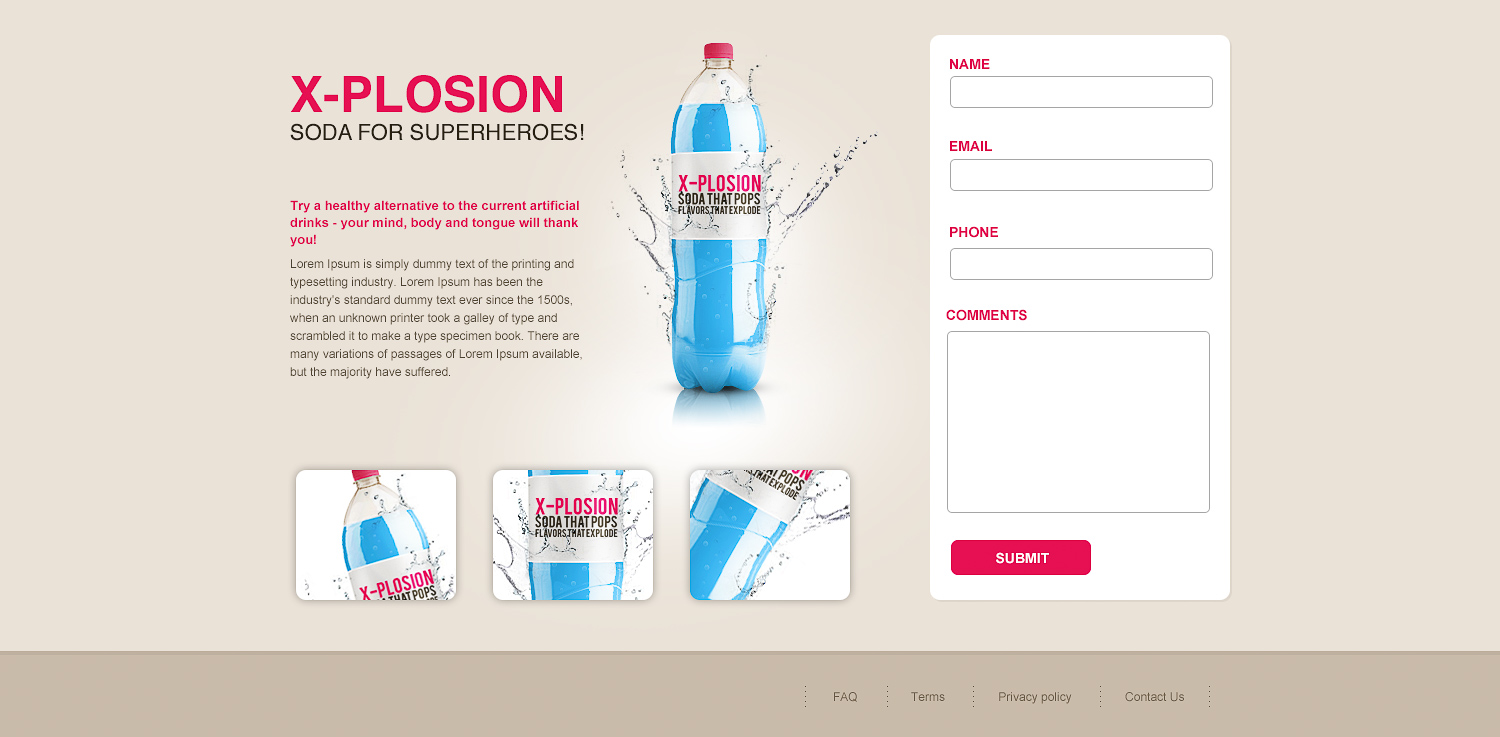 X-PLOSION
SODA FOR SUPERHEROES!
Try a healthy alternative to the current artificial
drinks - your mind, body and tongue will thank
you!
Lorem Ipsum is simply dummy text of the printing and
typesetting industry. Lorem Ipsum has been the
industry's standard dummy text ever since the 1500s,
when an unknown printer took a galley of type and
scrambled it to make a type specimen book. There are
many variations of passages of Lorem Ipsum available,
but the majority have suffered.
X-PLOSION
SODA THAT POPS
FLAVORS THAT EXPLODE
X-PLOSION
SODA THAT POPS
X-PLOSION
SODA THAT POPS
FLAVORS THAT EXPLODE
THAT POPS
THAT EXPLODE
NAME
EMAIL
PHONE
COMMENTS
SUBMIT
FAQ
Terms
Privacy policy
Contact Us